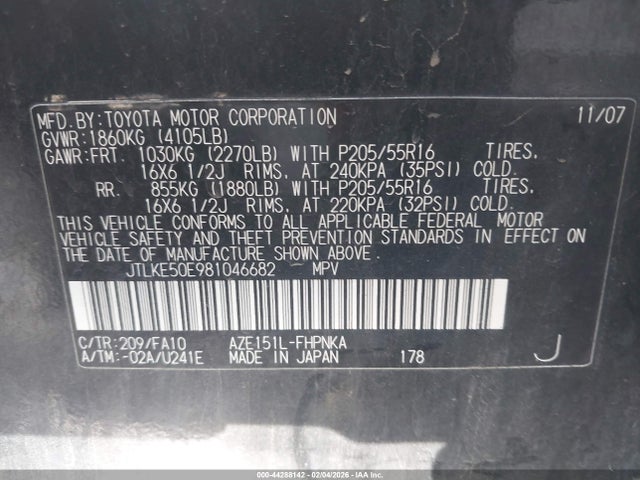 MFD.BY:TOYOTA MOTOR CORPORATION 11/07
GVWR:1860KG (4105LB)
GAWR:FRT. 1030KG (2270LB) WITH P205/55R16 TIRES,
16X6 1/2J RIMS, AT 240KPA (35PSI) COLD.
RR. 855KG (1880LB) WITH P205/55R16 TIRES,
16X6 1/2J RIMS, AT 220KPA (32PSI) COLD.
THIS VEHICLE CONFORMS TO ALL APPLICABLE FEDERAL MOTOR
VEHICLE SAFETY AND THEFT PREVENTION STANDARDS IN EFFECT ON
THE DATE OF MANUFACTURE SHOWN ABOVE.
JTLKE50E981046682 MPV
C/TR:209/FA10 AZE151L-FHPNKA
A/TM:-02A/U241E MADE IN JAPAN 178 J
000-44288142 - 02/04/2026 - IAA Inc.